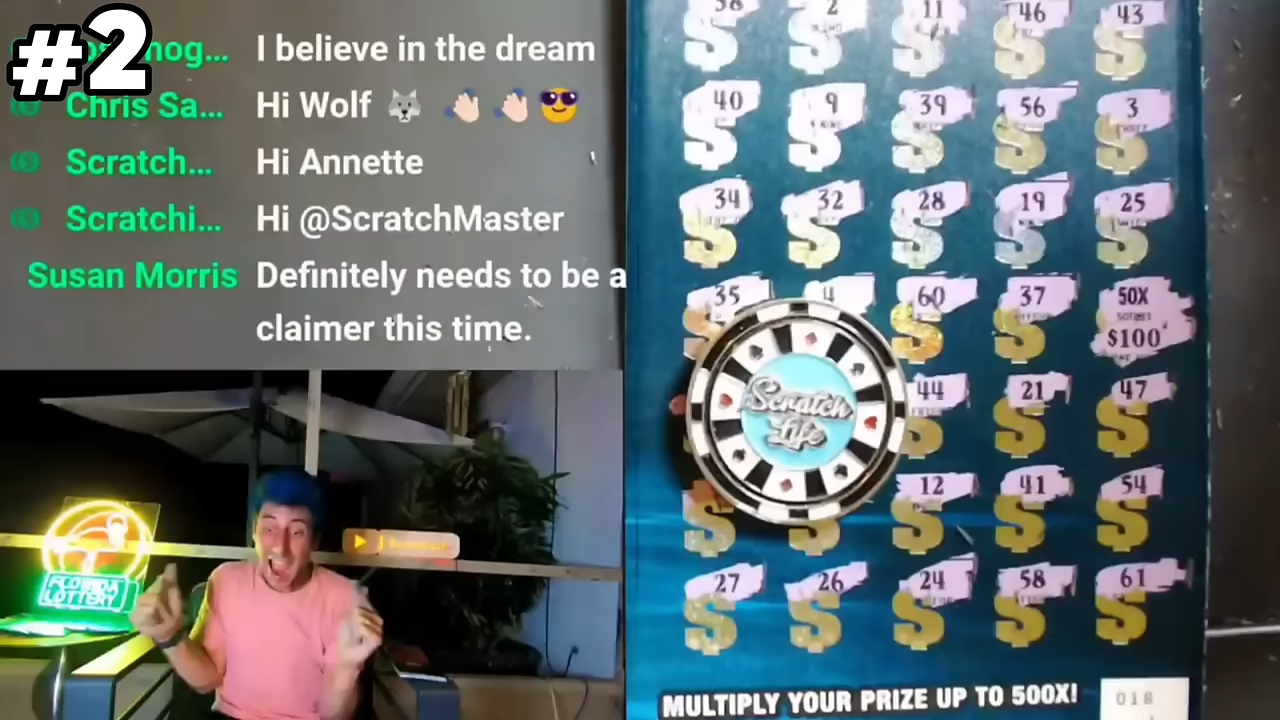 #2
I believe in the dream
Chris Sa... Hi Wolf 🐺 👏🏻 👏🏻 😎
Scratch... Hi Annette
Scratchi... Hi @ScratchMaster
Susan Morris Definitely needs to be a
claimer this time.
38 2 11 46 43
40 9 39 56 3
34 32 28 19 25
35 4 60 37 50X
$100
44 21 47
12 41 54
27 26 24 58 61
Scratch
Life
FLORIDA
LOTTERY
MULTIPLY YOUR PRIZE UP TO 500X!
018